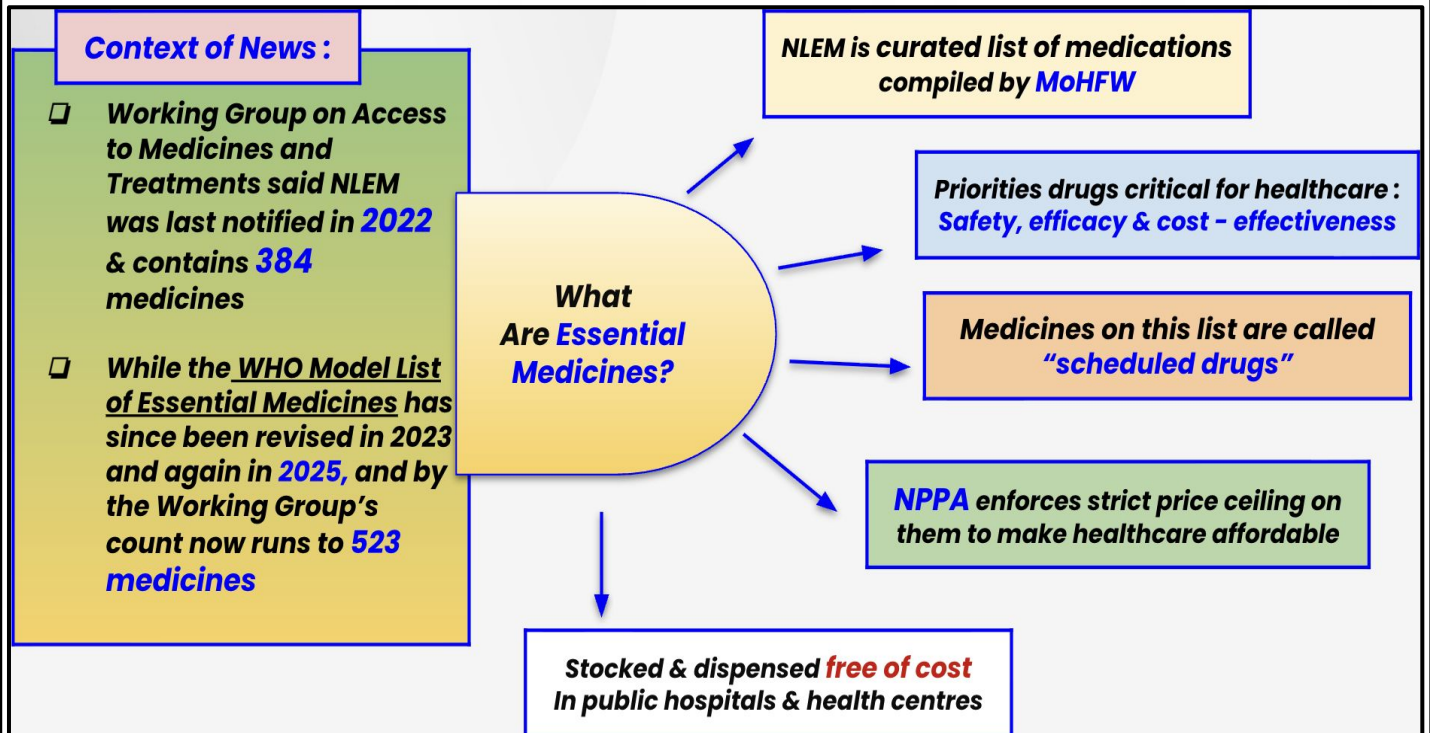 Context of News :
❑ Working Group on Access
to Medicines and
Treatments said NLEM
was last notified in 2022
& contains 384
medicines
❑ While the WHO Model List
of Essential Medicines has
since been revised in 2023
and again in 2025, and by
the Working Group's
count now runs to 523
medicines
What
Are Essential
Medicines?
NLEM is curated list of medications
compiled by MoHFW
Priorities drugs critical for healthcare :
Safety, efficacy & cost - effectiveness
Medicines on this list are called
“scheduled drugs”
NPPA enforces strict price ceiling on
them to make healthcare affordable
Stocked & dispensed free of cost
In public hospitals & health centres